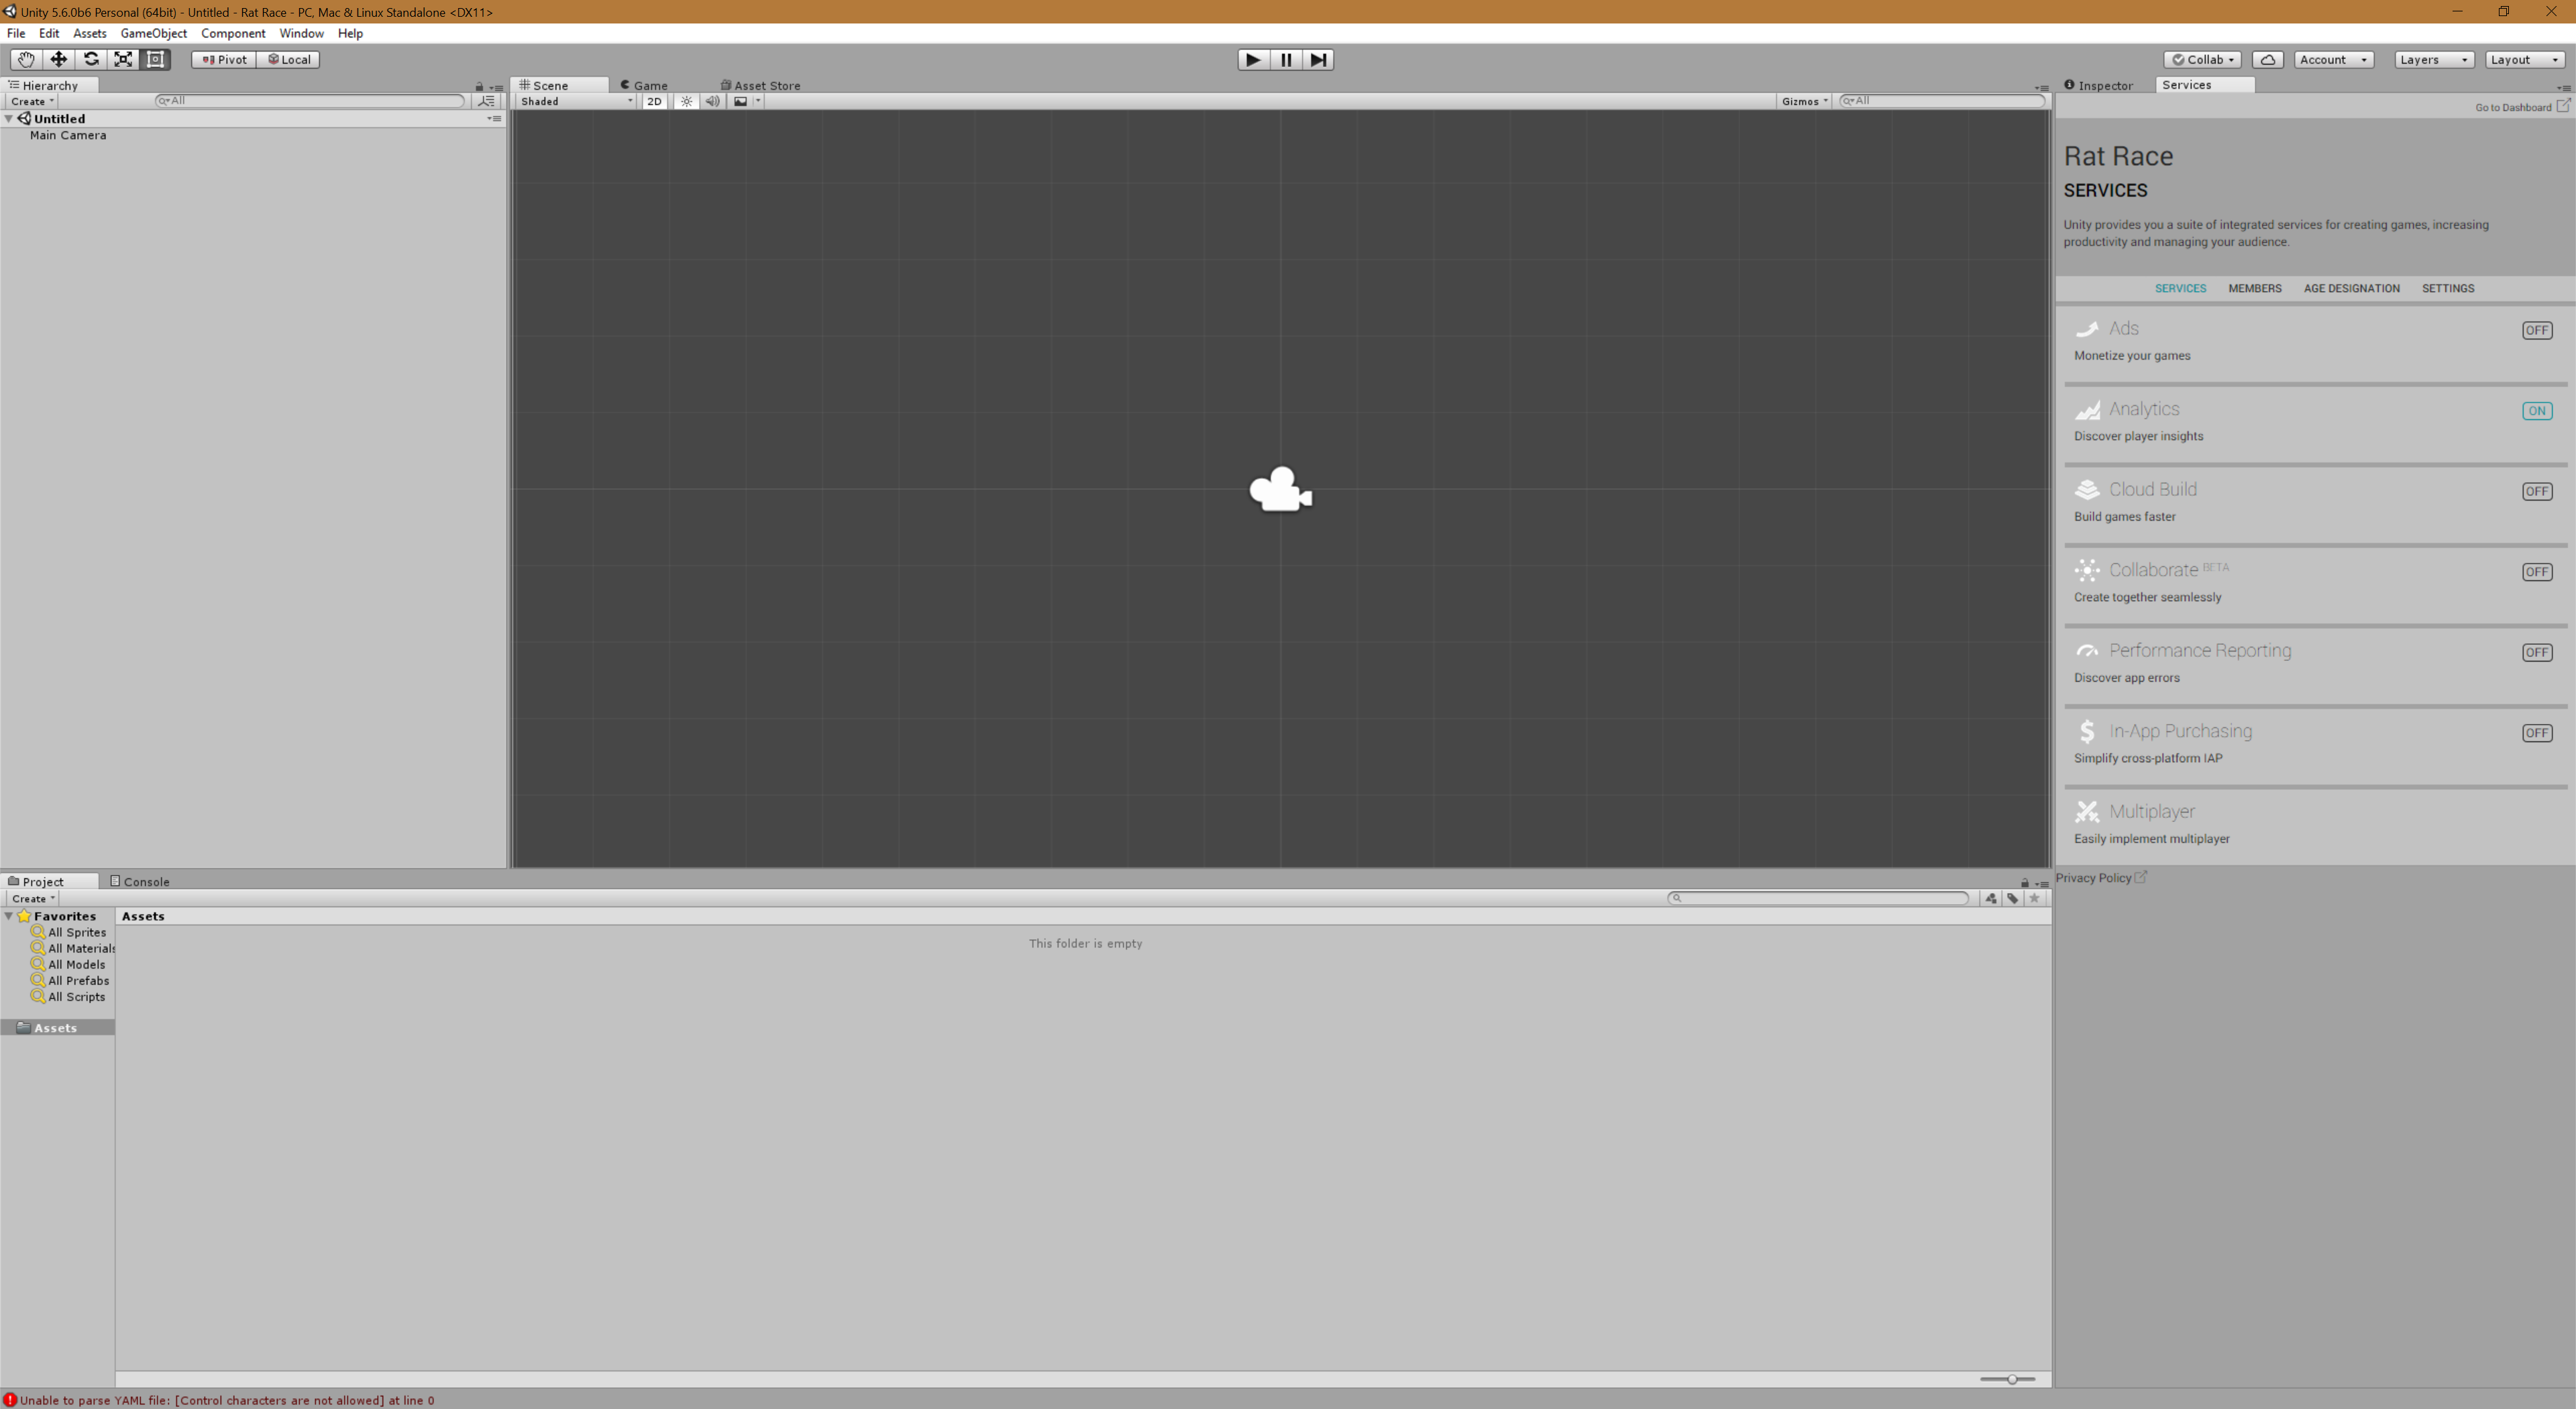 Unity 5.6.0b6 Personal (64bit) - Untitled - Rat Race - PC, Mac & Linux Standalone <DX11>
File Edit Assets GameObject Component Window Help
Pivot Local Collab Account Layers Layout
Hierarchy
Create All
Untitled
Main Camera
Scene Game Asset Store
Shaded 2D Gizmos All
Inspector Services
Go to Dashboard
Rat Race
SERVICES
Unity provides you a suite of integrated services for creating games, increasing
productivity and managing your audience.
SERVICES MEMBERS AGE DESIGNATION SETTINGS
Ads OFF
Monetize your games
Analytics ON
Discover player insights
Cloud Build OFF
Build games faster
Collaborate BETA OFF
Create together seamlessly
Performance Reporting OFF
Discover app errors
In-App Purchasing OFF
Simplify cross-platform IAP
Multiplayer
Easily implement multiplayer
Privacy Policy
Project Console
Create
Favorites
All Sprites
All Materials
All Models
All Prefabs
All Scripts
Assets
Assets
This folder is empty
Unable to parse YAML file: [Control characters are not allowed] at line 0